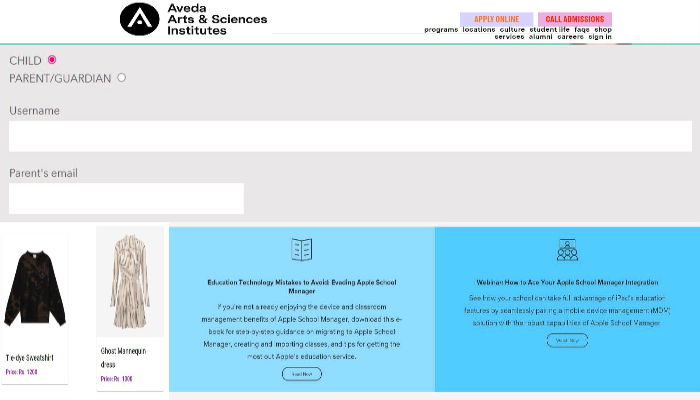 Aveda
Arts & Sciences
Institutes
APPLY ONLINE
CALL ADMISSIONS
programs locations culture student life faqs shop
services alumni careers sign in
CHILD
PARENT/GUARDIAN
Username
Parent's email
Tie-dye Sweatshirt
Price: Rs. 1200
Ghost Mannequin
dress
Price: Rs. 1000
Education Technology Mistakes to Avoid: Evading Apple School
Manager
If you're not already enjoying the device and classroom
management benefits of Apple School Manager, download this e-
book for step-by-step guidance on migrating to Apple School
Manager, creating and importing classes, and tips for getting the
most out Apple's education service.
Read Now!
Webinar: How to Ace Your Apple School Manager Integration
See how your school can take full advantage of iPad's education
features by seamlessly pairing a mobile device management (MDM)
solution with the robust capabilities of Apple School Manager.
Watch Now!